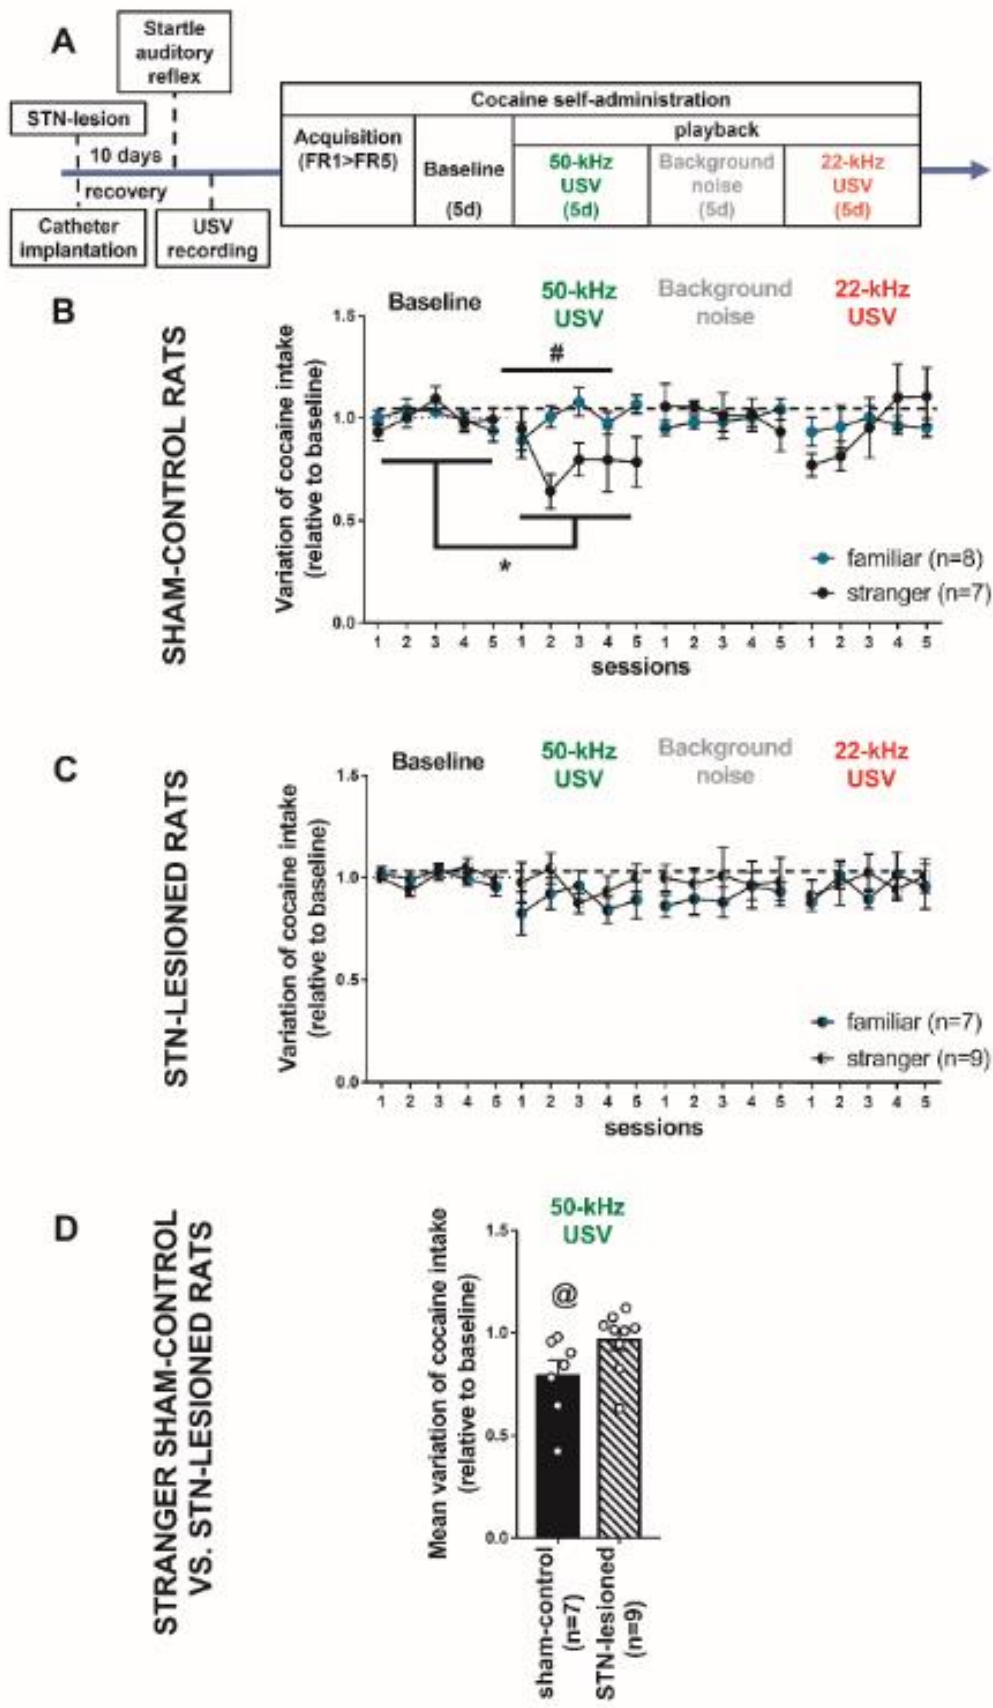 A
Startle
auditory
reflex
STN-lesion
10 days
recovery
Catheter
implantation
USV
recording
Cocaine self-administration
Acquisition
(FR1>FR5)
Baseline
(5d)
playback
50-kHz
USV
(5d)
Background
noise
(5d)
22-kHz
USV
(5d)
B
SHAM-CONTROL RATS
Variation of cocaine intake
(relative to baseline)
Baseline
50-kHz
USV
Background
noise
22-kHz
USV
1.5
1.0
0.5
0.0
#
*
familiar (n=8)
stranger (n=7)
1 2 3 4 5 1 2 3 4 5 1 2 3 4 5 1 2 3 4 5
sessions
C
STN-LESIONED RATS
Variation of cocaine intake
(relative to baseline)
Baseline
50-kHz
USV
Background
noise
22-kHz
USV
1.5
1.0
0.5
0.0
familiar (n=7)
stranger (n=9)
1 2 3 4 5 1 2 3 4 5 1 2 3 4 5 1 2 3 4 5
sessions
D
STRANGER SHAM-CONTROL
VS. STN-LESIONED RATS
Mean variation of cocaine intake
(relative to baseline)
50-kHz
USV
1.5
1.0
0.5
0.0
@
sham-control
(n=7)
STN-lesioned
(n=9)